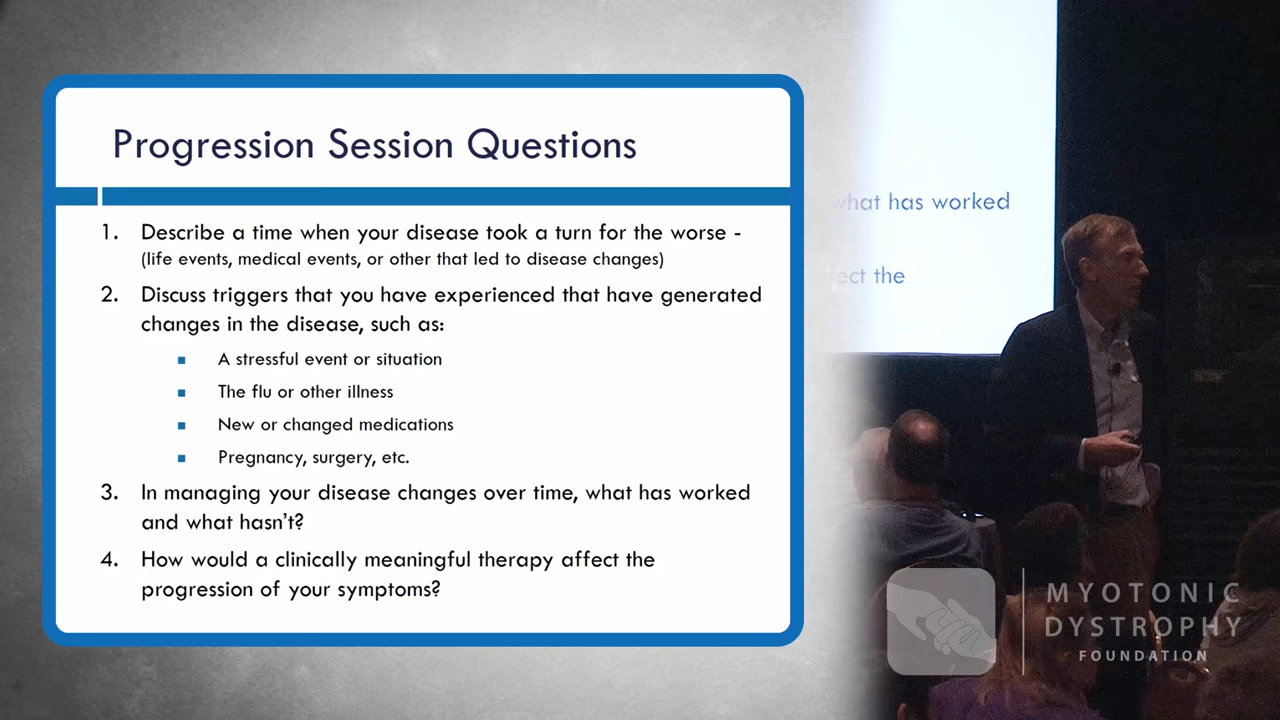 Progression Session Questions
1. Describe a time when your disease took a turn for the worse -
(life events, medical events, or other that led to disease changes)
2. Discuss triggers that you have experienced that have generated
changes in the disease, such as:
▪ A stressful event or situation
▪ The flu or other illness
▪ New or changed medications
▪ Pregnancy, surgery, etc.
3. In managing your disease changes over time, what has worked
and what hasn't?
4. How would a clinically meaningful therapy affect the
progression of your symptoms?
what has worked
the
MYOTONIC
DYSTROPHY
FOUNDATION